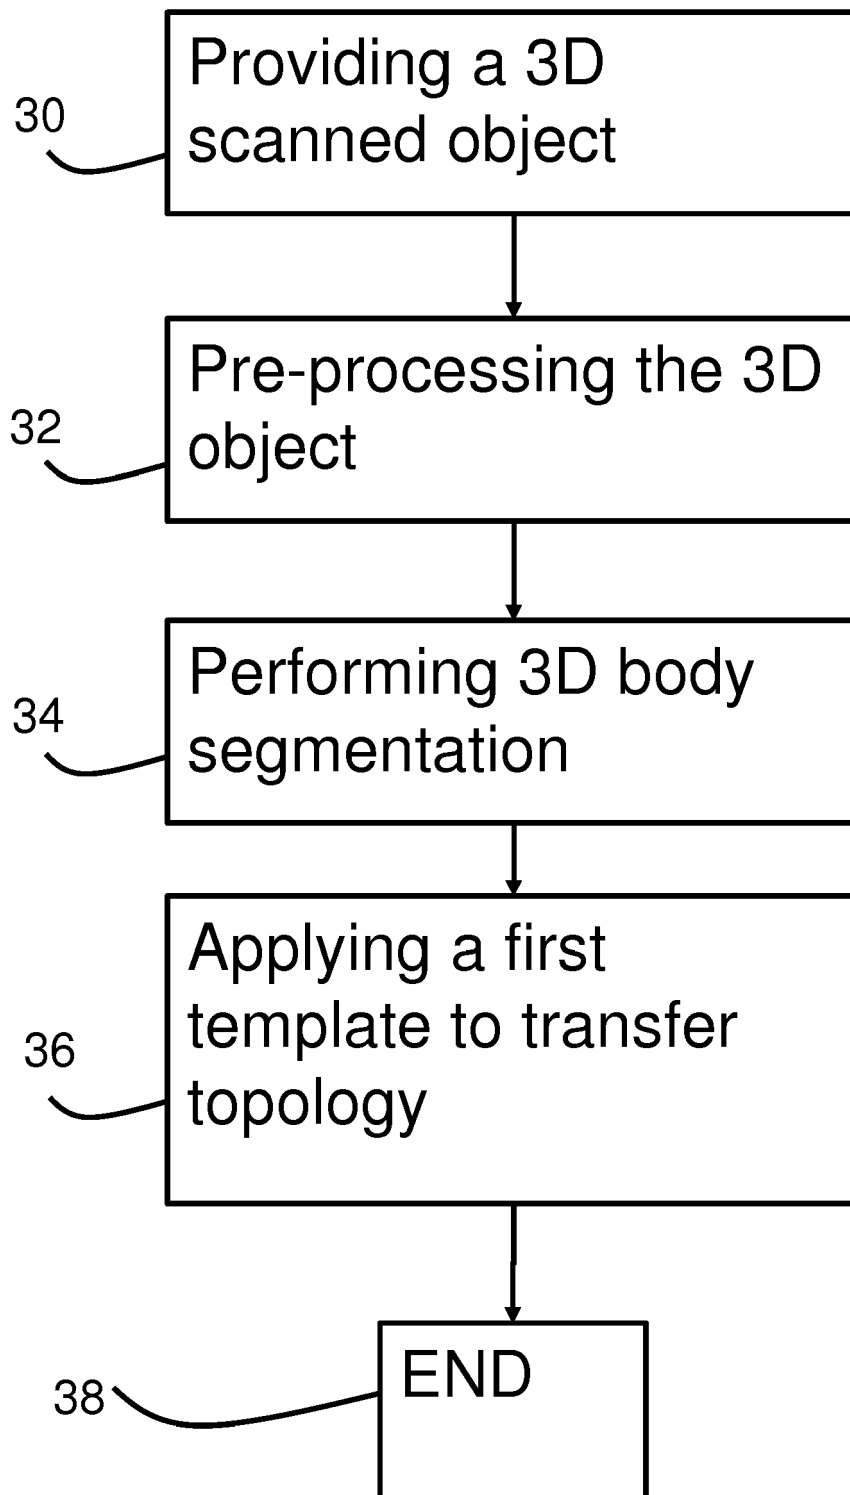 30
Providing a 3D
scanned object
32
Pre-processing the 3D
object
34
Performing 3D body
segmentation
36
Applying a first
template to transfer
topology
38
END